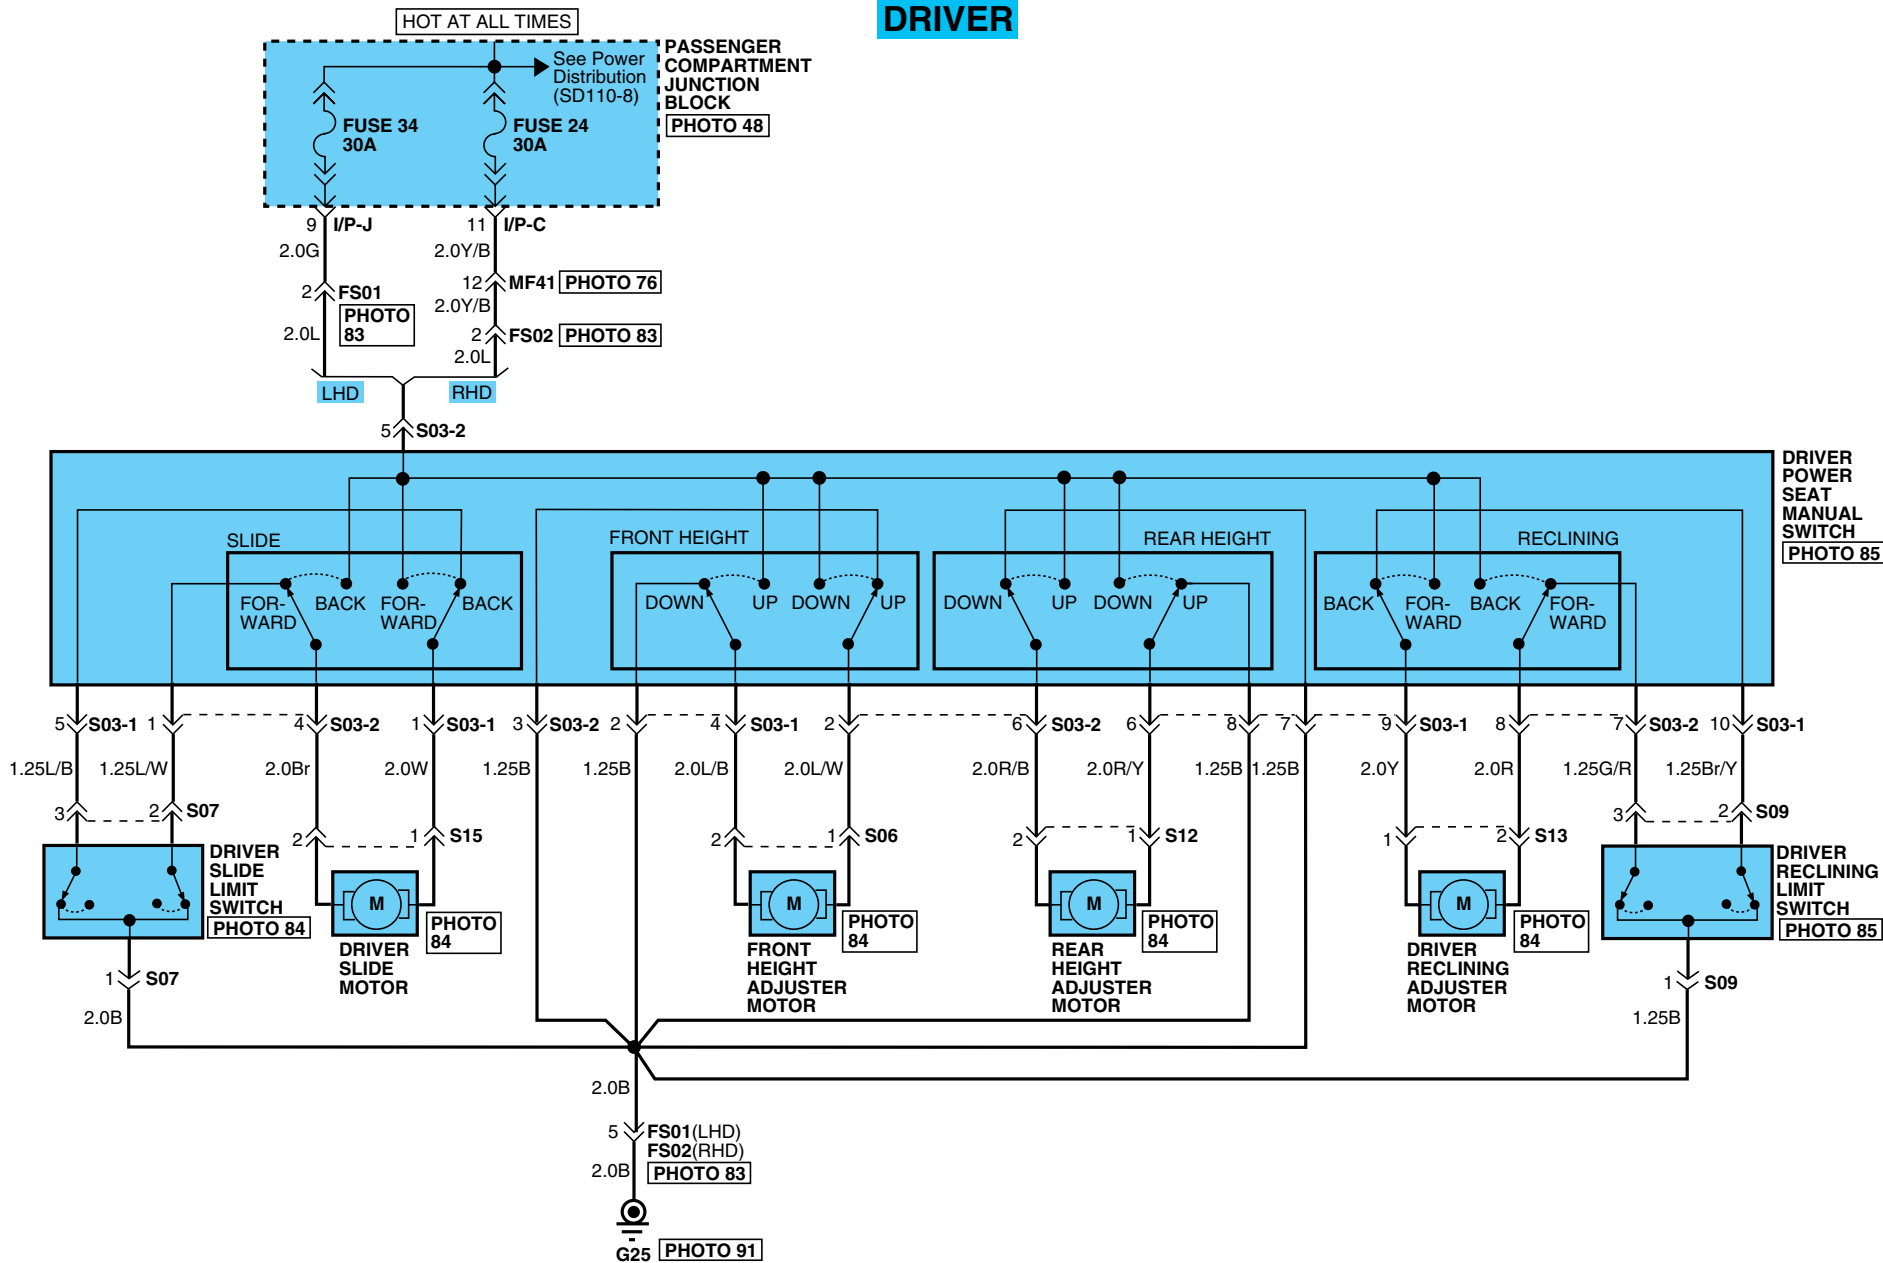 DRIVER
HOT AT ALL TIMES
See Power
Distribution
(SD110-8)
PASSENGER
COMPARTMENT
JUNCTION
BLOCK
PHOTO 48
FUSE 34
30A
FUSE 24
30A
9 I/P-J
11 I/P-C
2.0G
2.0Y/B
2 FS01
PHOTO
83
12 MF41 PHOTO 76
2.0Y/B
2.0L
2 FS02 PHOTO 83
2.0L
LHD
RHD
5 S03-2
DRIVER
POWER
SEAT
MANUAL
SWITCH
PHOTO 85
SLIDE
FOR-
WARD
BACK
FOR-
WARD
BACK
FRONT HEIGHT
DOWN
UP
DOWN
UP
REAR HEIGHT
DOWN
UP
DOWN
UP
RECLINING
BACK
FOR-
WARD
BACK
FOR-
WARD
5 S03-1 1 4 S03-2 1 S03-1 3 S03-2 2 4 S03-1 2 6 S03-2 6 8 7 9 S03-1 8 7 S03-2 10 S03-1
1.25L/B 1.25L/W 2.0Br 2.0W 1.25B 1.25B 2.0L/B 2.0L/W 2.0R/B 2.0R/Y 1.25B 1.25B 2.0Y 2.0R 1.25G/R 1.25Br/Y
3 2 S07
2 1 S15
2 1 S06
2 1 S12
1 2 S13
3 2 S09
DRIVER
SLIDE
LIMIT
SWITCH
PHOTO 84
M
PHOTO
84
DRIVER
SLIDE
MOTOR
M
PHOTO
84
FRONT
HEIGHT
ADJUSTER
MOTOR
M
PHOTO
84
REAR
HEIGHT
ADJUSTER
MOTOR
M
PHOTO
84
DRIVER
RECLINING
ADJUSTER
MOTOR
DRIVER
RECLINING
LIMIT
SWITCH
PHOTO 85
1 S07
2.0B
1 S09
1.25B
2.0B
5 FS01(LHD)
FS02(RHD)
PHOTO 83
2.0B
G25 PHOTO 91